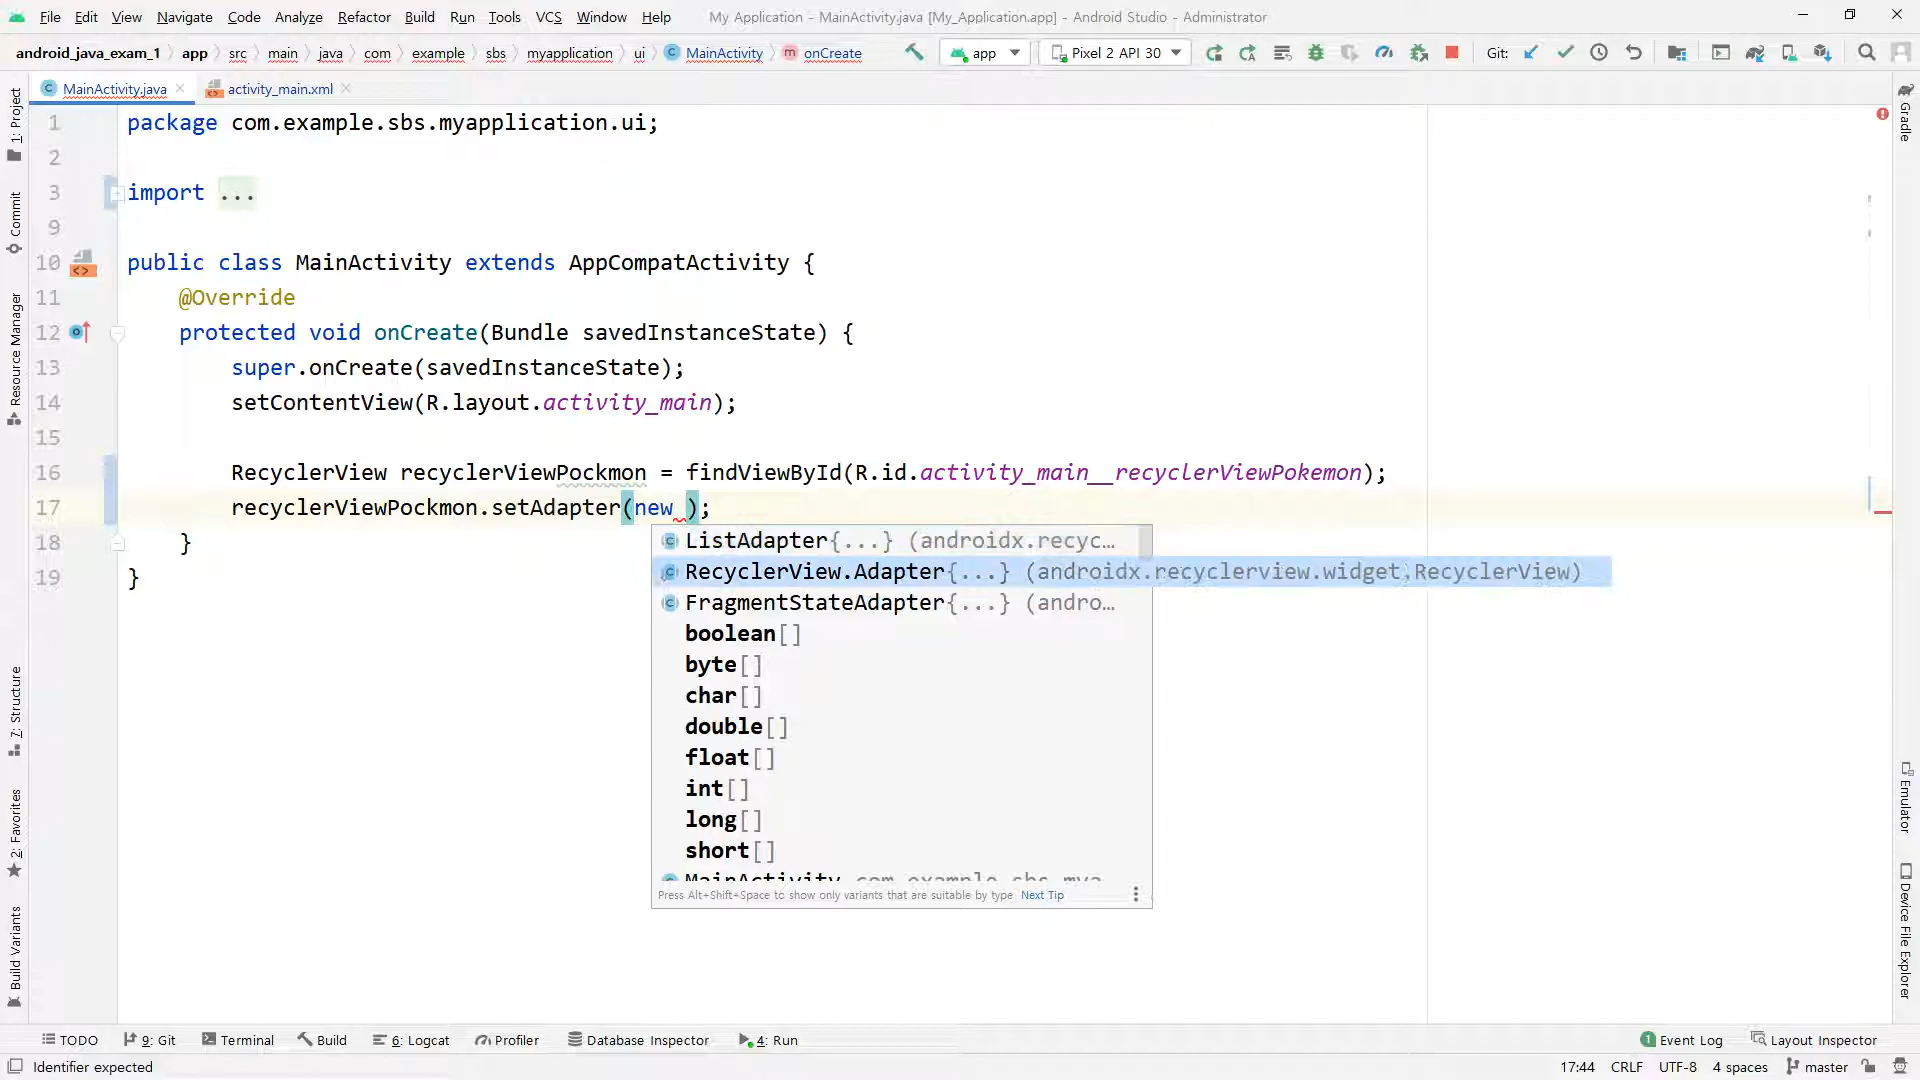 File Edit View Navigate Code Analyze Refactor Build Run Tools VCS Window Help My Application - MainActivity.java [My_Application.app] - Android Studio - Administrator
android_java_exam_1 app src main java com example sbs myapplication ui MainActivity onCreate app Pixel 2 API 30 Git:
MainActivity.java activity_main.xml
1 package com.example.sbs.myapplication.ui;
2
3 import ...
9
10 public class MainActivity extends AppCompatActivity {
11 @Override
12 protected void onCreate(Bundle savedInstanceState) {
13 super.onCreate(savedInstanceState);
14 setContentView(R.layout.activity_main);
15
16 RecyclerView recyclerViewPockmon = findViewById(R.id.activity_main__recyclerViewPokemon);
17 recyclerViewPockmon.setAdapter(new );
18 }
19 }
ListAdapter{...} (androidx.recyc...
RecyclerView.Adapter{...} (androidx.recyclerview.widget.RecyclerView)
FragmentStateAdapter{...} (andro...
boolean[]
byte[]
char[]
double[]
float[]
int[]
long[]
short[]
MainActivity com.example.sbs.mya...
Press Alt+Shift+Space to show only variants that are suitable by type Next Tip
1: Project
Commit
Resource Manager
7: Structure
2: Favorites
Build Variants
Gradle
Emulator
Device File Explorer
TODO 9: Git Terminal Build 6: Logcat Profiler Database Inspector 4: Run 1 Event Log Layout Inspector
Identifier expected 17:44 CRLF UTF-8 4 spaces master